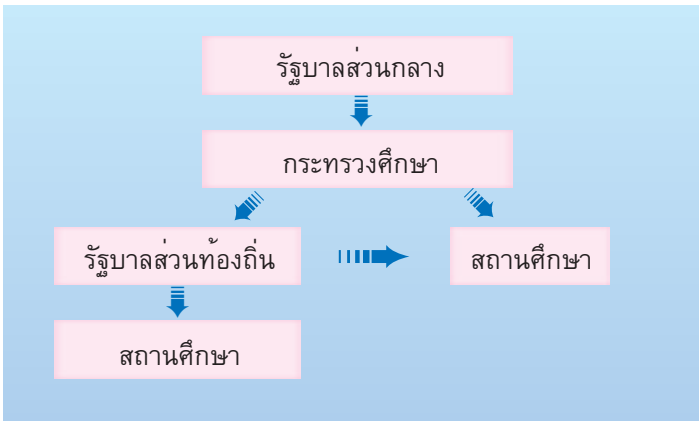 รัฐบาลส่วนกลาง
กระทรวงศึกษา
รัฐบาลส่วนท้องถิ่น
สถานศึกษา
สถานศึกษา